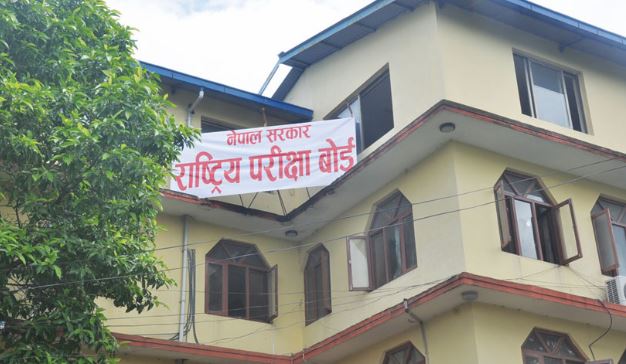 नेपाल सरकार
राष्ट्रिय परीक्षा बोर्ड